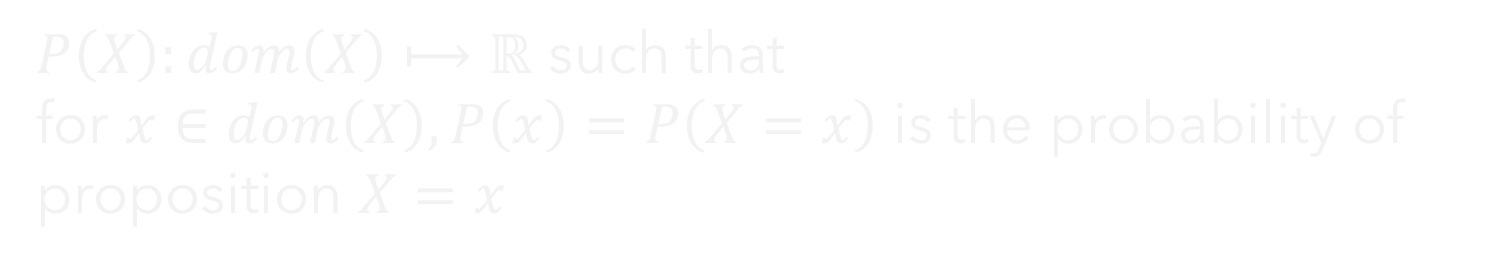 P(X): dom(X) ↦ ℝ such that
for x ∈ dom(X), P(x) = P(X = x) is the probability of
proposition X = x